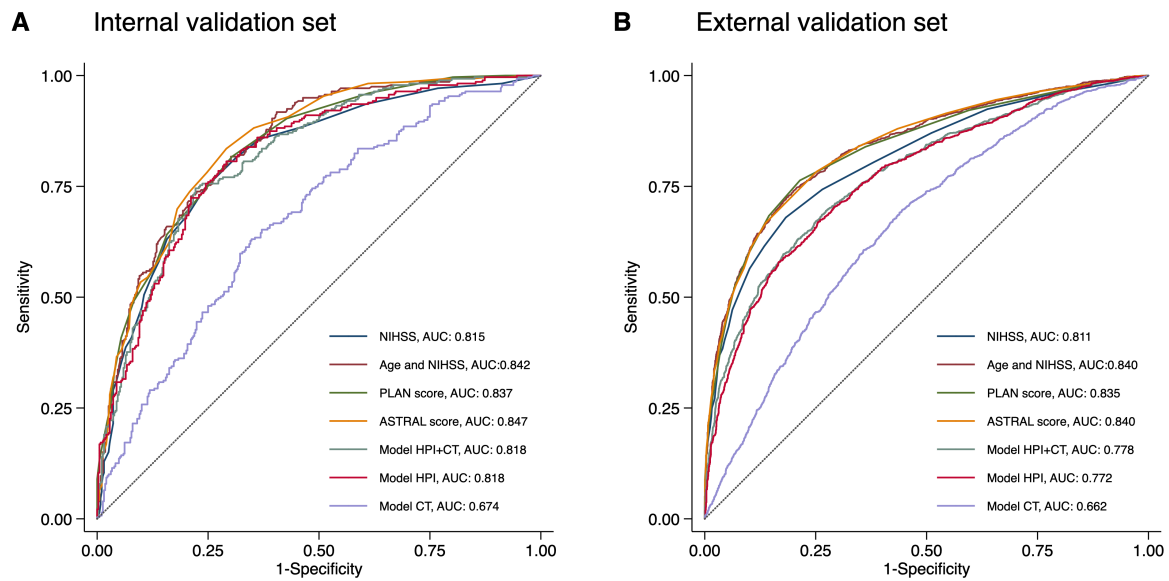 A Internal validation set
1.00
0.75
0.50
0.25
0.00
Sensitivity
NIHSS, AUC: 0.815
Age and NIHSS, AUC:0.842
PLAN score, AUC: 0.837
ASTRAL score, AUC: 0.847
Model HPI+CT, AUC: 0.818
Model HPI, AUC: 0.818
Model CT, AUC: 0.674
0.00 0.25 0.50 0.75 1.00
1-Specificity
B External validation set
1.00
0.75
0.50
0.25
0.00
Sensitivity
NIHSS, AUC: 0.811
Age and NIHSS, AUC:0.840
PLAN score, AUC: 0.835
ASTRAL score, AUC: 0.840
Model HPI+CT, AUC: 0.778
Model HPI, AUC: 0.772
Model CT, AUC: 0.662
0.00 0.25 0.50 0.75 1.00
1-Specificity